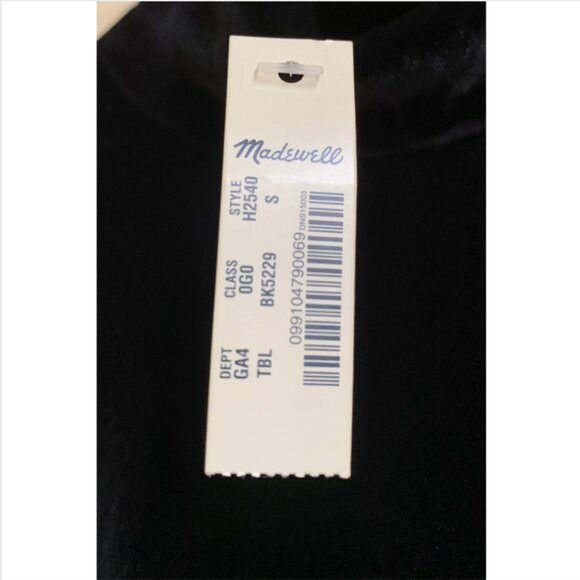 Madewell
DEPT CLASS STYLE
GA4 0G0 H2540
TBL BK5229 S
099104790069 DNS15003